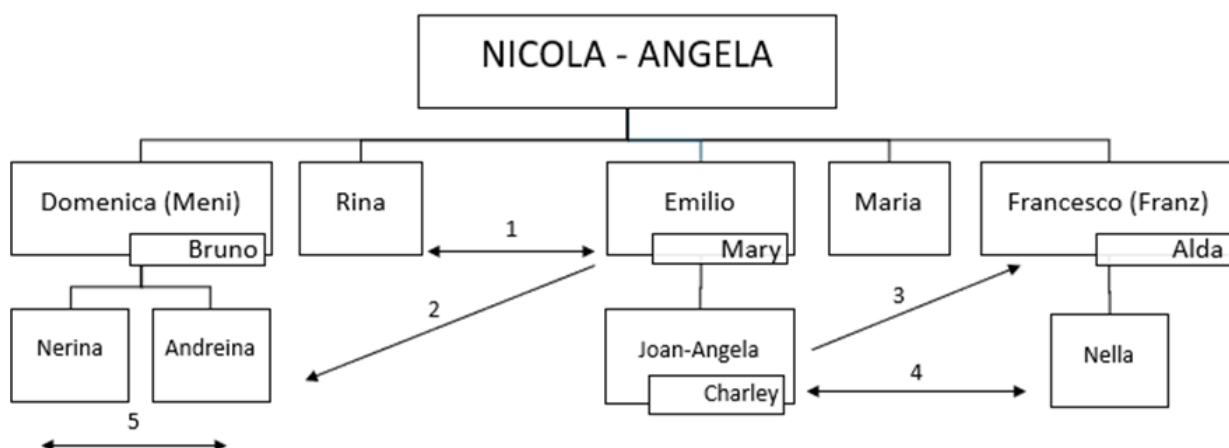 NICOLA - ANGELA
Domenica (Meni)
Bruno
Rina
Emilio
Mary
Maria
Francesco (Franz)
Alda
1
2
3
Nerina
Andreina
Joan-Angela
Charley
4
Nella
5